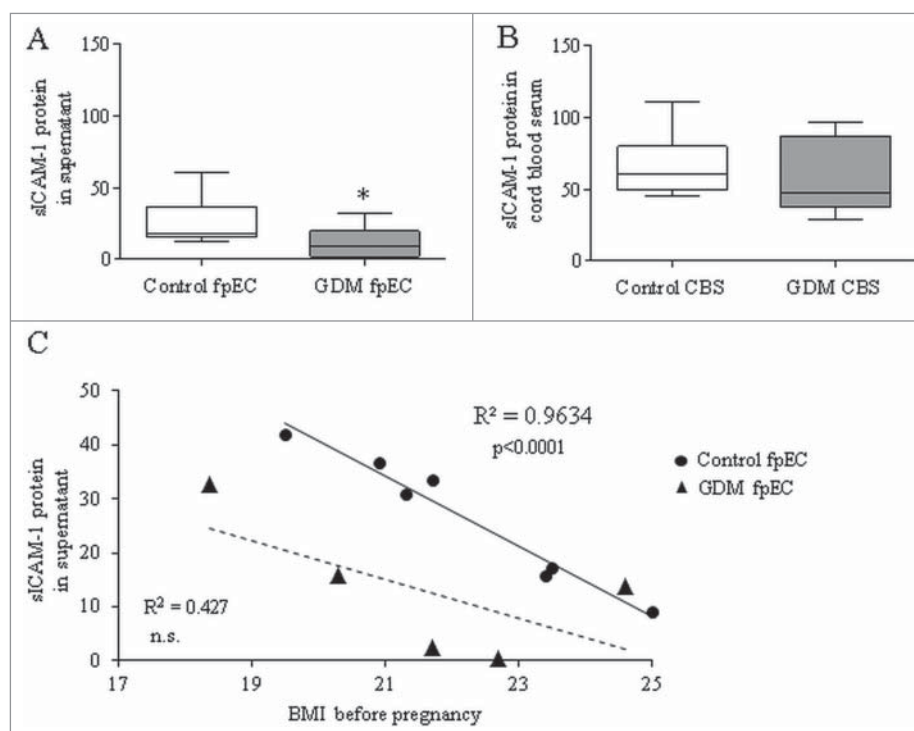 A
150
100
50
0
sICAM-1 protein
in supernatant
*
Control fpEC
GDM fpEC
B
150
100
50
0
sICAM-1 protein in
cord blood serum
Control CBS
GDM CBS
C
50
40
30
20
10
0
sICAM-1 protein
in supernatant
R² = 0.9634
p<0.0001
Control fpEC
GDM fpEC
R² = 0.427
n.s.
17
19
21
23
25
BMI before pregnancy